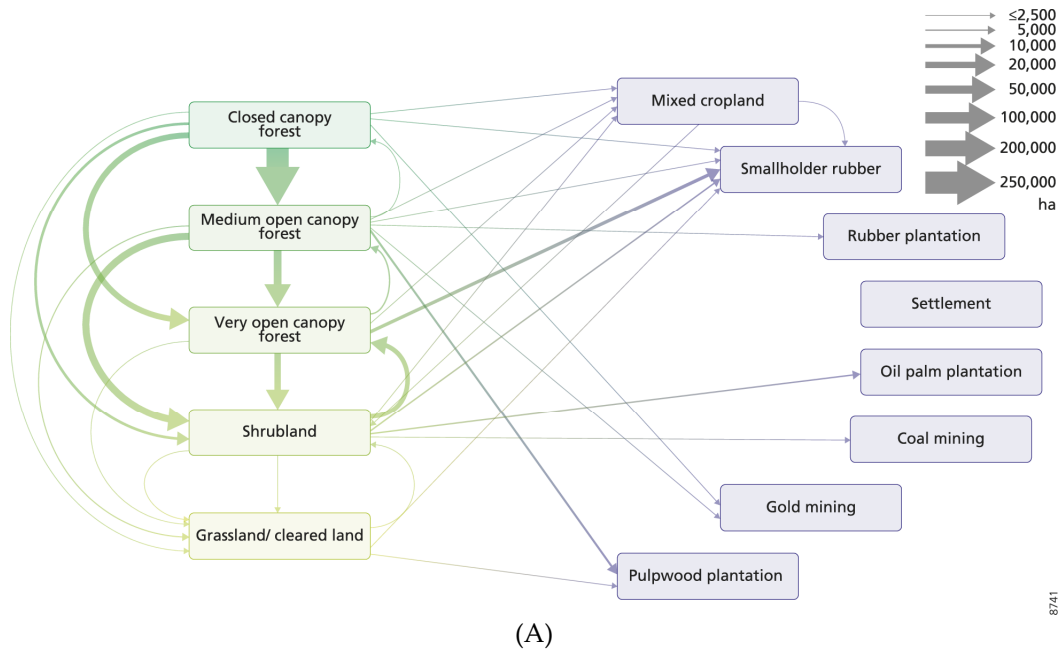 ≤2,500
5,000
10,000
20,000
50,000
100,000
200,000
250,000
ha
Closed canopy
forest
Medium open canopy
forest
Very open canopy
forest
Shrubland
Grassland/ cleared land
Mixed cropland
Smallholder rubber
Rubber plantation
Settlement
Oil palm plantation
Coal mining
Gold mining
Pulpwood plantation
8741
(A)